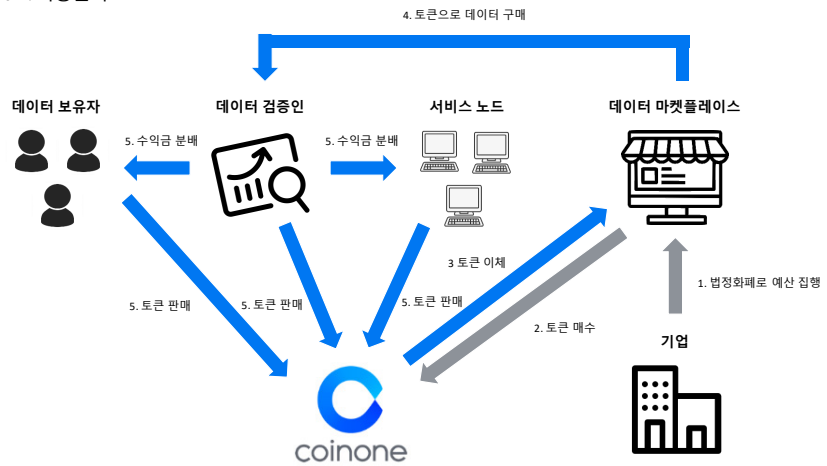 4. 토큰으로 데이터 구매
데이터 보유자
데이터 검증인
서비스 노드
데이터 마켓플레이스
5. 수익금 분배
5. 수익금 분배
3 토큰 이체
1. 법정화폐로 예산 집행
5. 토큰 판매
5. 토큰 판매
5. 토큰 판매
2. 토큰 매수
기업
coinone